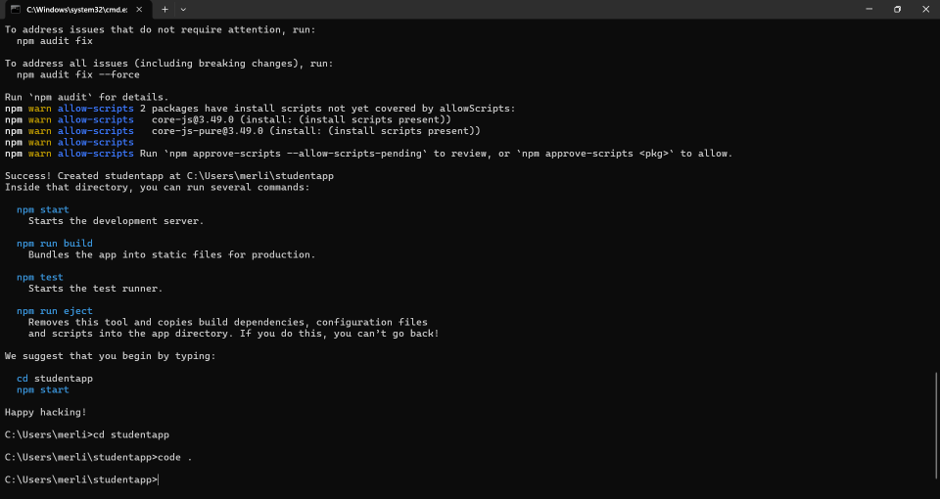 C:\Windows\system32\cmd.e:
To address issues that do not require attention, run:
npm audit fix
To address all issues (including breaking changes), run:
npm audit fix --force
Run `npm audit` for details.
npm warn allow-scripts 2 packages have install scripts not yet covered by allowScripts:
npm warn allow-scripts   core-js@3.49.0 (install: (install scripts present))
npm warn allow-scripts   core-js-pure@3.49.0 (install: (install scripts present))
npm warn allow-scripts
npm warn allow-scripts Run `npm approve-scripts --allow-scripts-pending` to review, or `npm approve-scripts <pkg>` to allow.
Success! Created studentapp at C:\Users\merli\studentapp
Inside that directory, you can run several commands:
npm start
Starts the development server.
npm run build
Bundles the app into static files for production.
npm test
Starts the test runner.
npm run eject
Removes this tool and copies build dependencies, configuration files
and scripts into the app directory. If you do this, you can't go back!
We suggest that you begin by typing:
cd studentapp
npm start
Happy hacking!
C:\Users\merli>cd studentapp
C:\Users\merli\studentapp>code .
C:\Users\merli\studentapp>